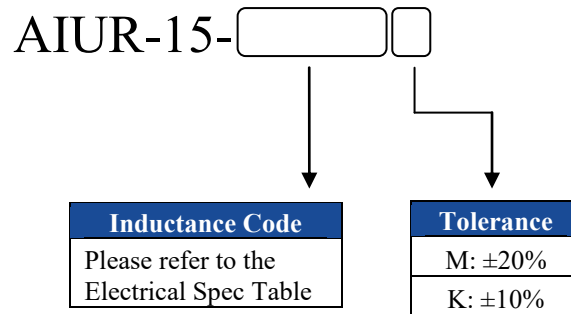 AIUR-15-
Inductance Code
Please refer to the
Electrical Spec Table
Tolerance
M: ±20%
K: ±10%